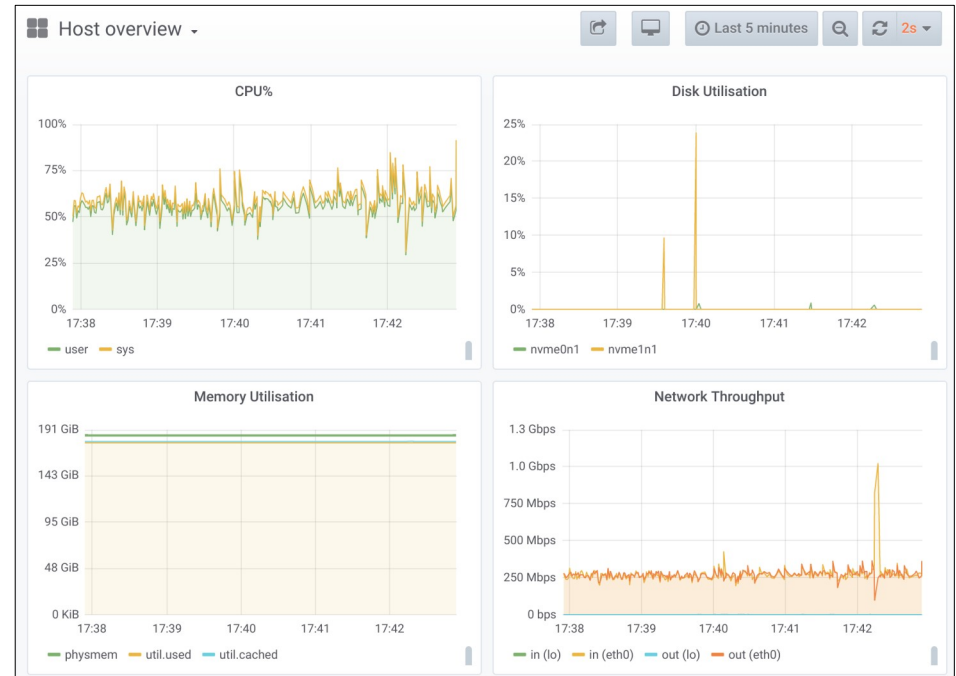 Host overview
Last 5 minutes
2s
CPU%
100%
75%
50%
25%
0%
17:38 17:39 17:40 17:41 17:42
user sys
Disk Utilisation
25%
20%
15%
10%
5%
0%
17:38 17:39 17:40 17:41 17:42
nvme0n1 nvme1n1
Memory Utilisation
191 GiB
143 GiB
95 GiB
48 GiB
0 KiB
17:38 17:39 17:40 17:41 17:42
physmem util.used util.cached
Network Throughput
1.3 Gbps
1.0 Gbps
750 Mbps
500 Mbps
250 Mbps
0 bps
17:38 17:39 17:40 17:41 17:42
in (lo) in (eth0) out (lo) out (eth0)